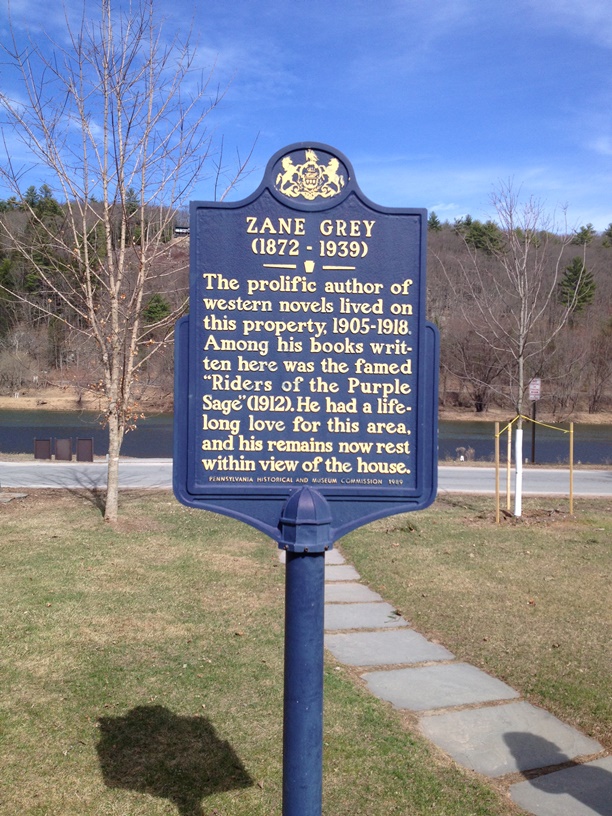 ZANE GREY
(1872 - 1939)
The prolific author of
western novels lived on
this property, 1905-1918.
Among his books writ-
ten here was the famed
"Riders of the Purple
Sage" (1912). He had a life-
long love for this area,
and his remains now rest
within view of the house.
PENNSYLVANIA HISTORICAL AND MUSEUM COMMISSION 1989